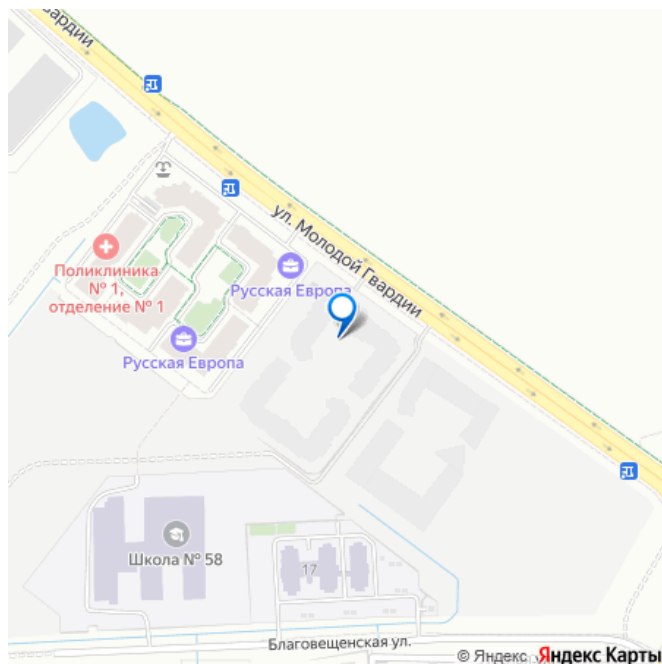 вардии
ул. Молодой Гвардии
Поликлиника
№ 1,
отделение № 1
Русская Европа
Русская Европа
Школа № 58
17
Благовещенская ул.
© Яндекс Яндекс Карты